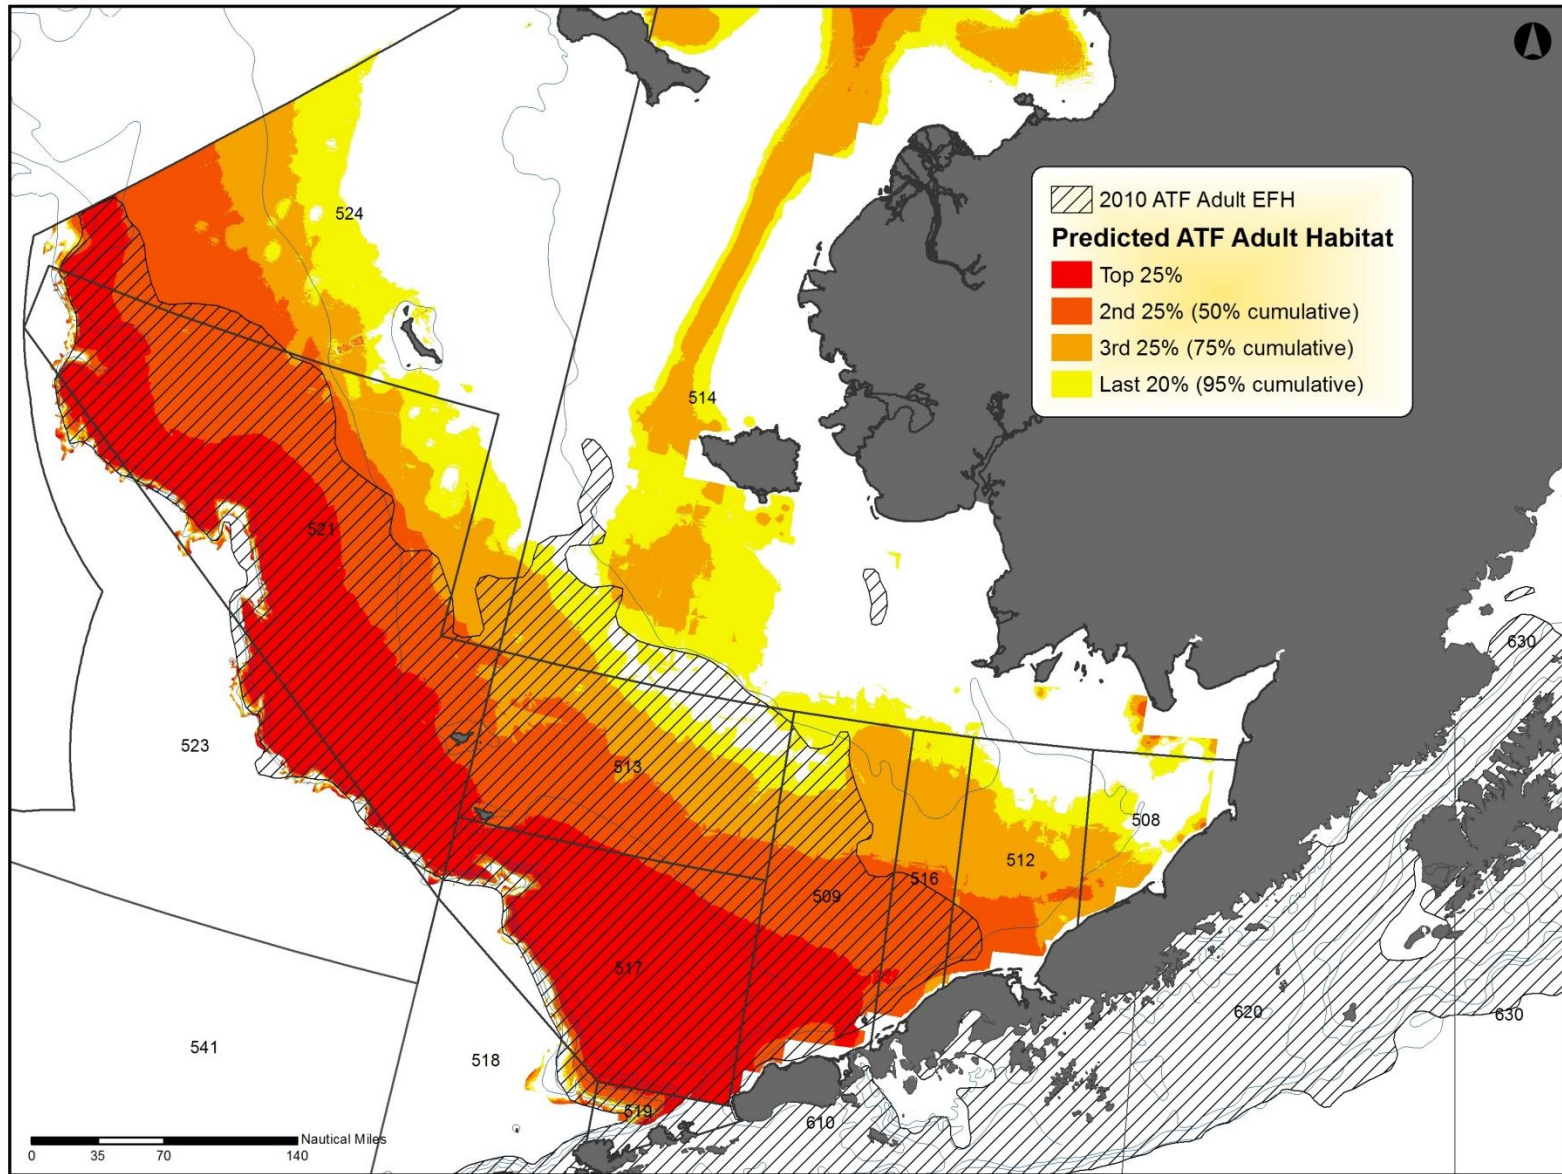 2010 ATF Adult EFH
Predicted ATF Adult Habitat
Top 25%
2nd 25% (50% cumulative)
3rd 25% (75% cumulative)
Last 20% (95% cumulative)
524
514
521
630
523
513
508
512
516
509
517
620
630
541
518
519
610
Nautical Miles
0 35 70 140